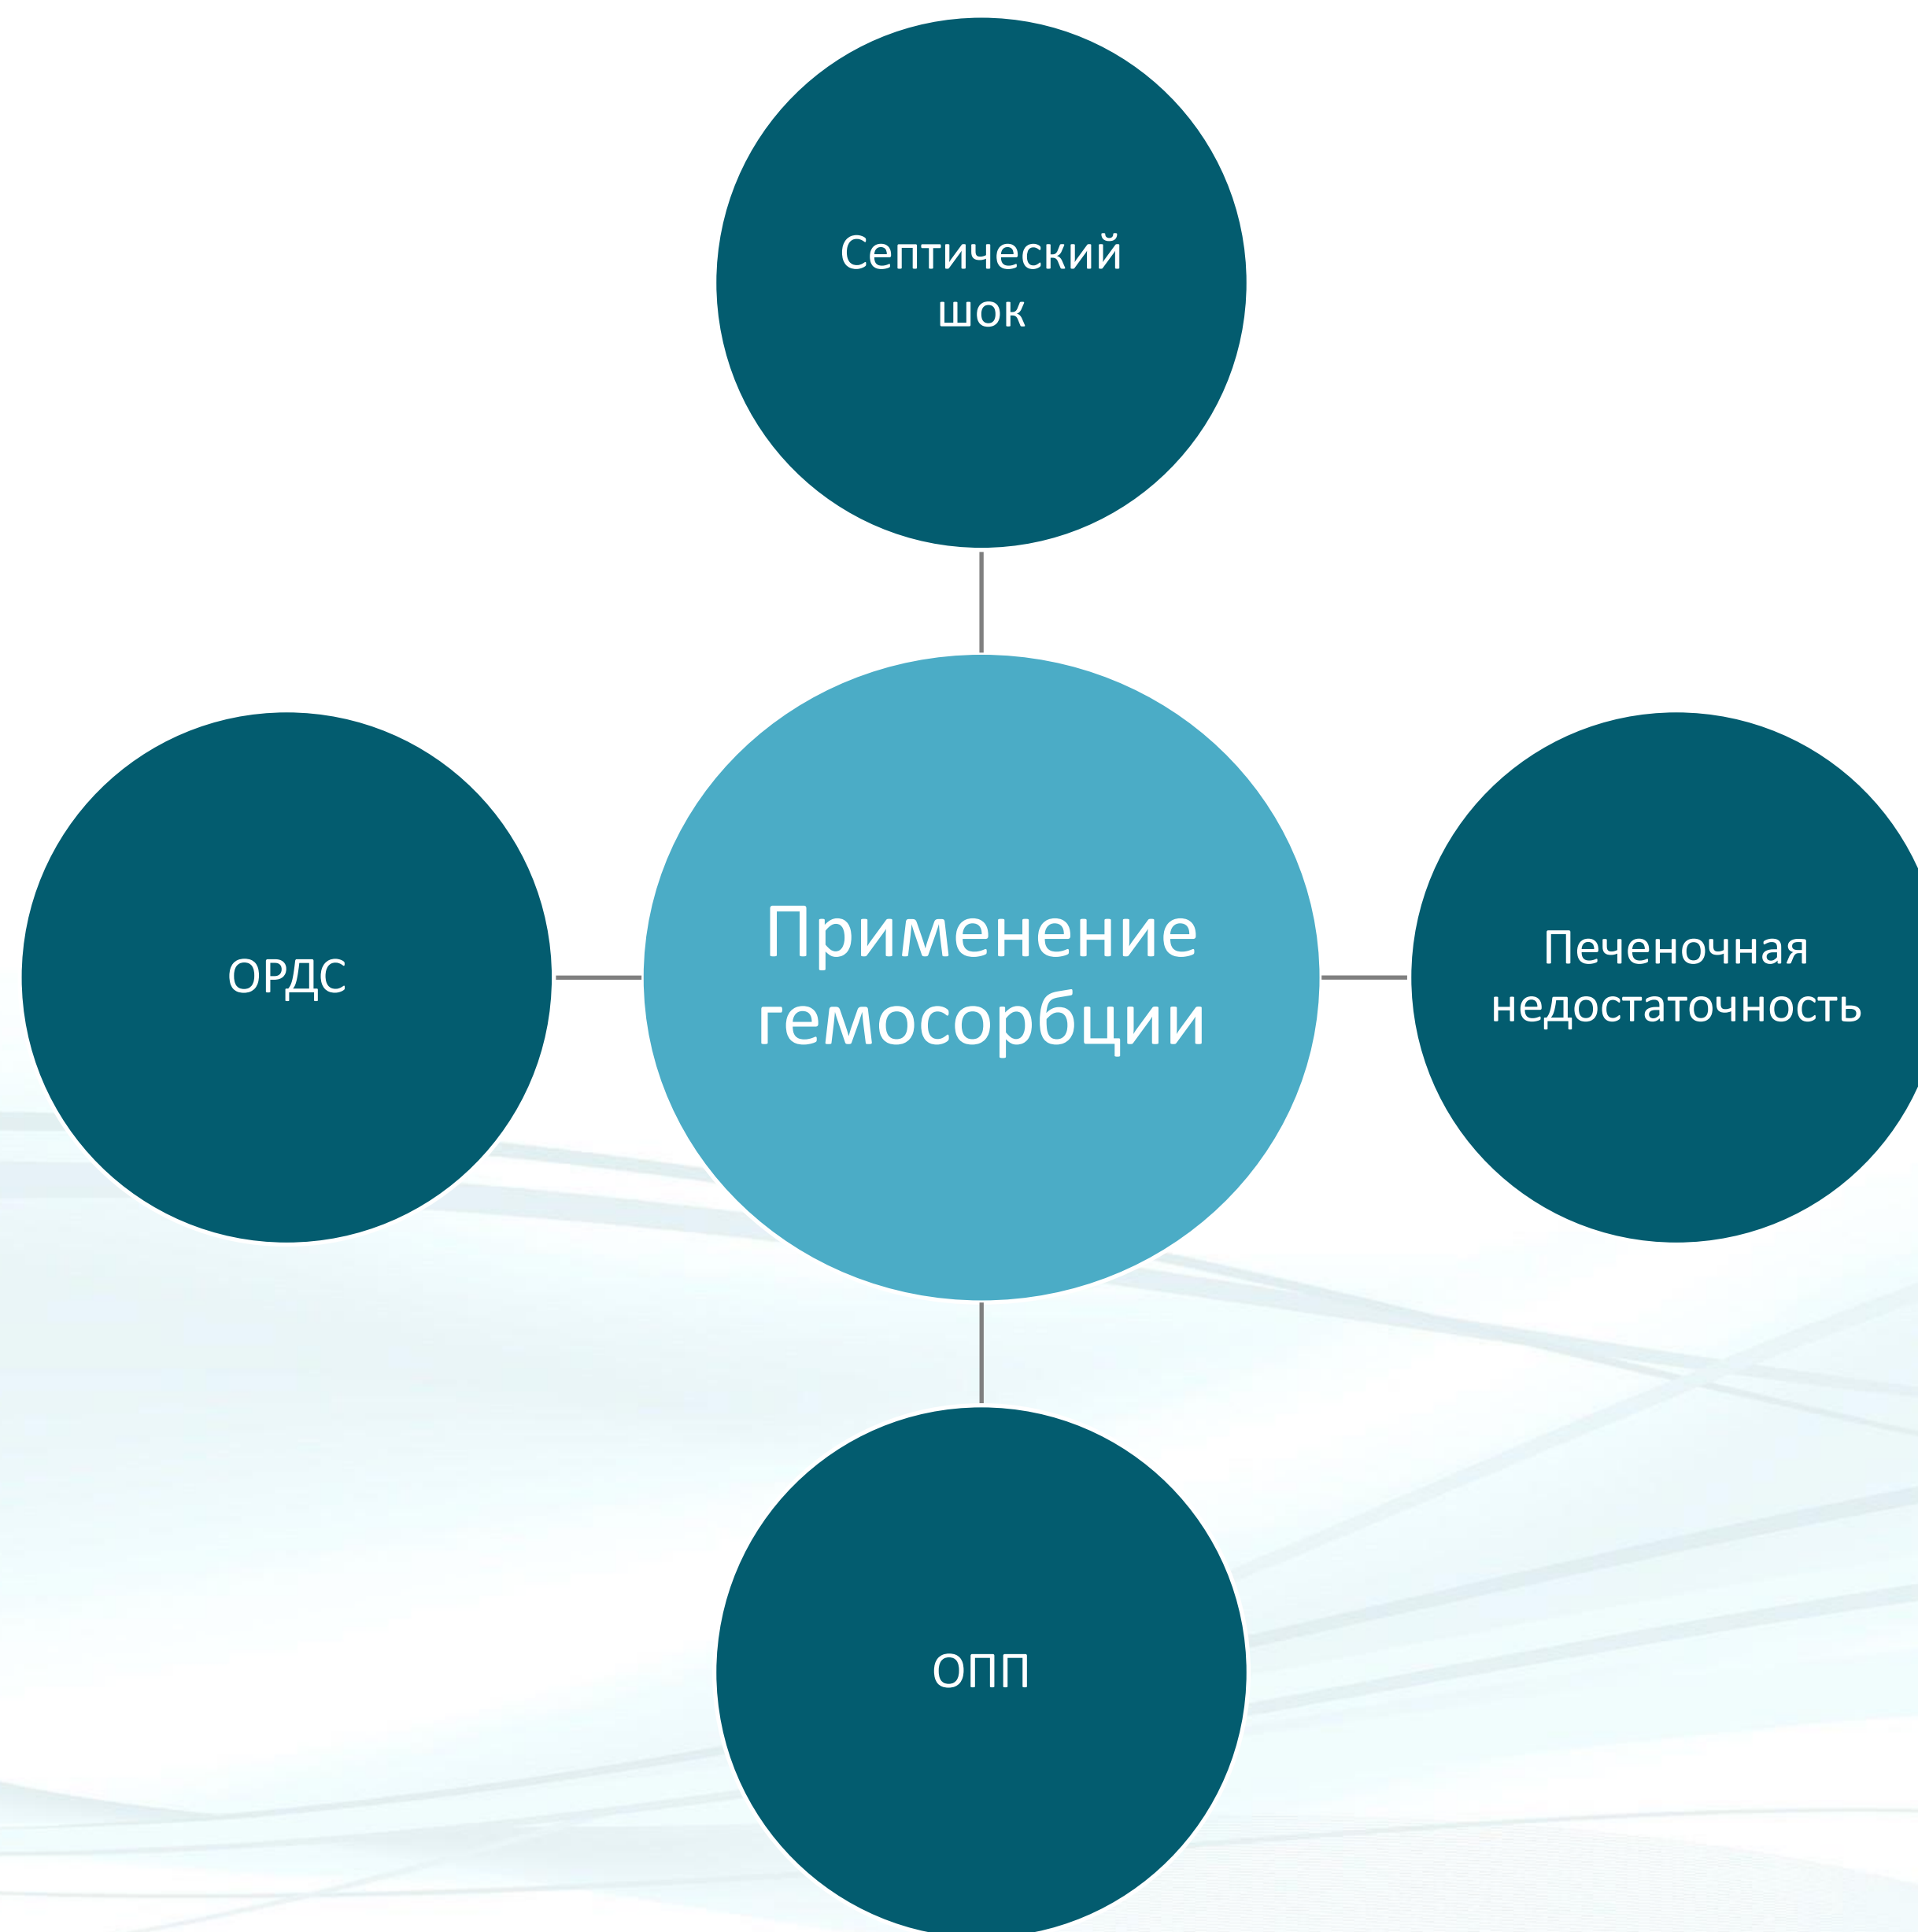 Септический
шок
ОРДС
Применение
гемосорбции
Печеночная
недостаточность
ОПП